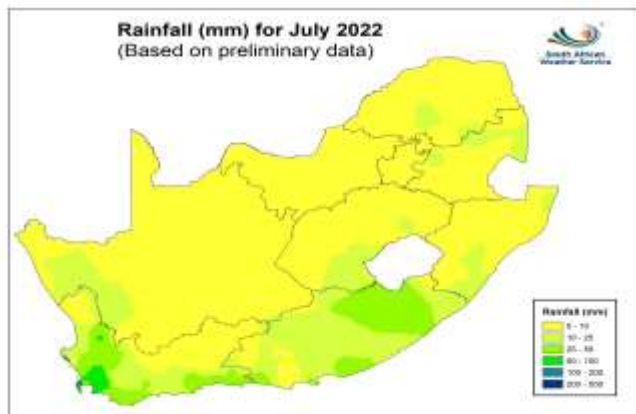 Rainfall (mm) for July 2022
(Based on preliminary data)
South African
Weather Service
Rainfall (mm)
0 - 10
10 - 25
25 - 50
50 - 100
100 - 200
200 - 500